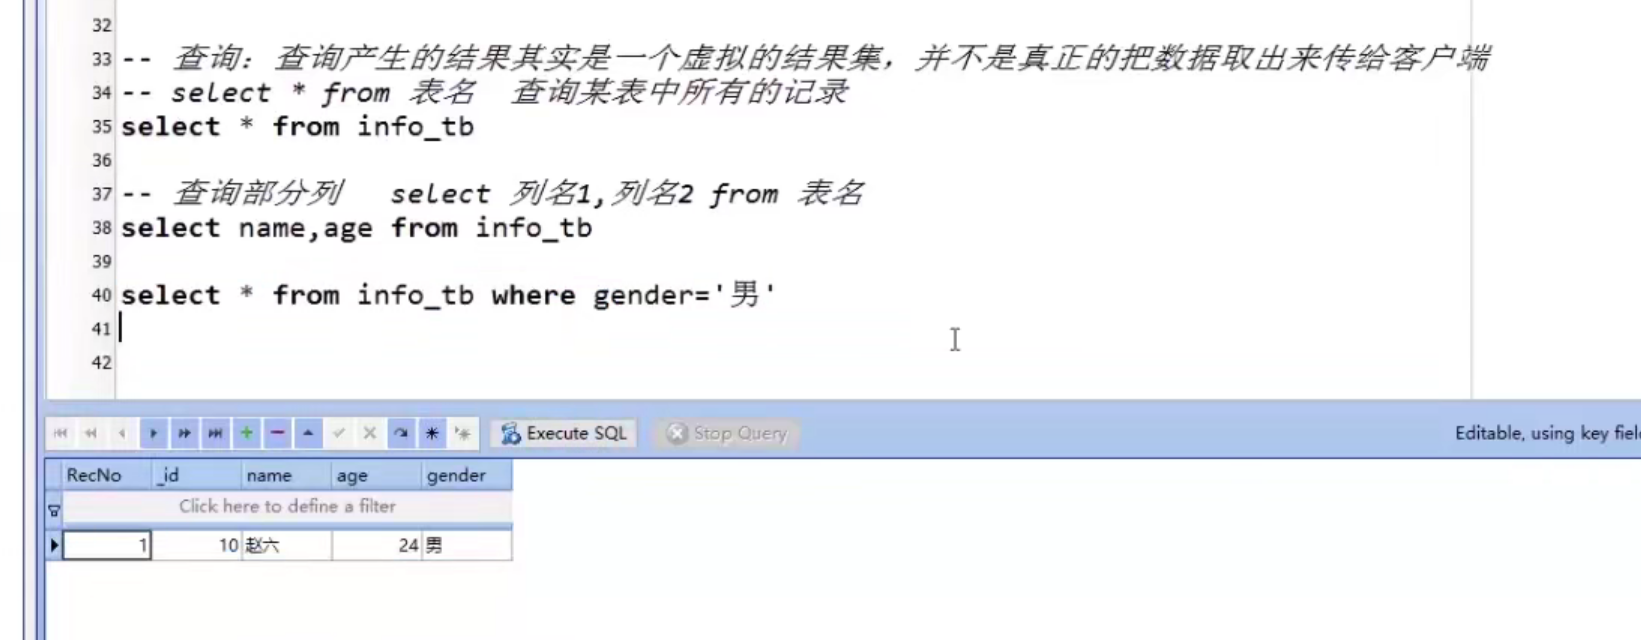 32
33 -- 查询：查询产生的结果其实是一个虚拟的结果集，并不是真正的把数据取出来传给客户端
34 -- select * from 表名  查询某表中所有的记录
35 select * from info_tb
36
37 -- 查询部分列   select 列名1,列名2 from 表名
38 select name,age from info_tb
39
40 select * from info_tb where gender='男'
41
42
Execute SQL Stop Query Editable, using key fiel
RecNo _id name age gender
Click here to define a filter
1 10 赵六 24 男